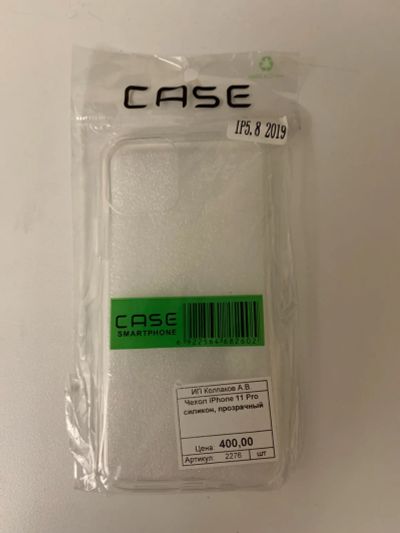 CASE
IP5.8 2019
CASE
SMARTPHONE
6922564682602
ИП Колпаков А.В.
Чехол iPhone 11 Pro
силикон, прозрачный
Цена: 400,00
Артикул: 2276 шт